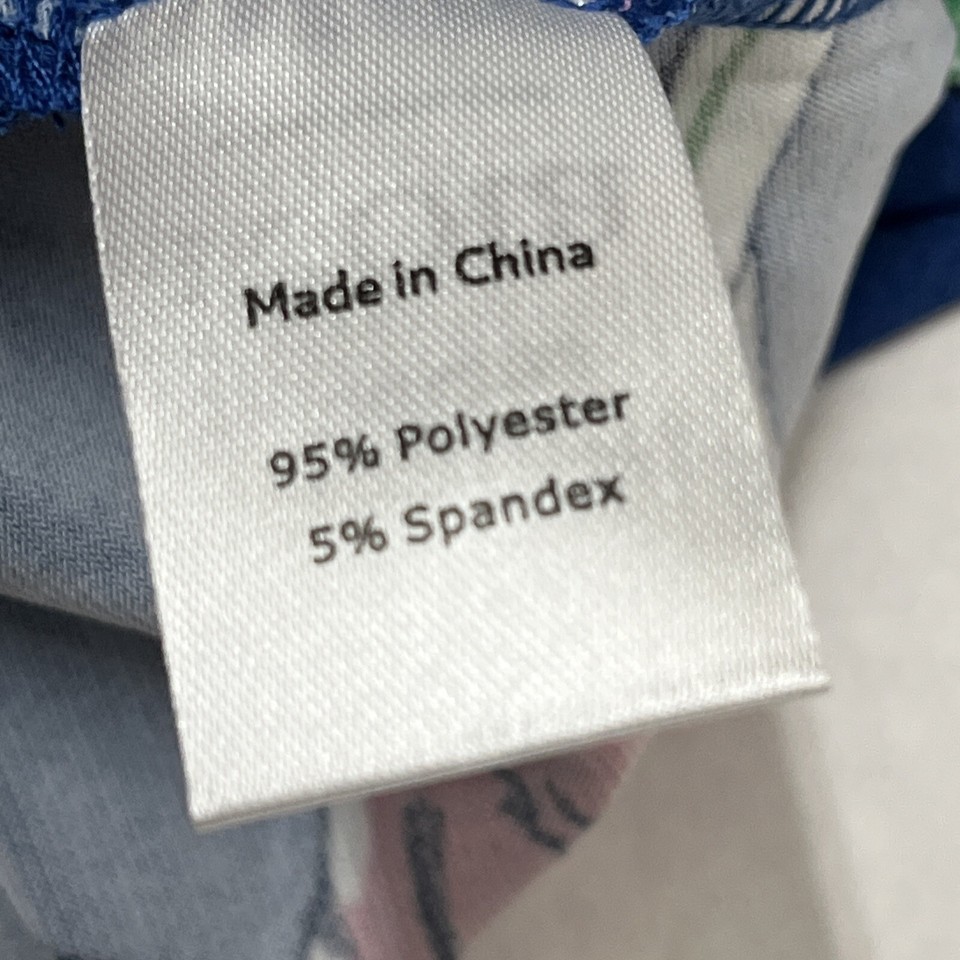 Made in China
95% Polyester
5% Spandex